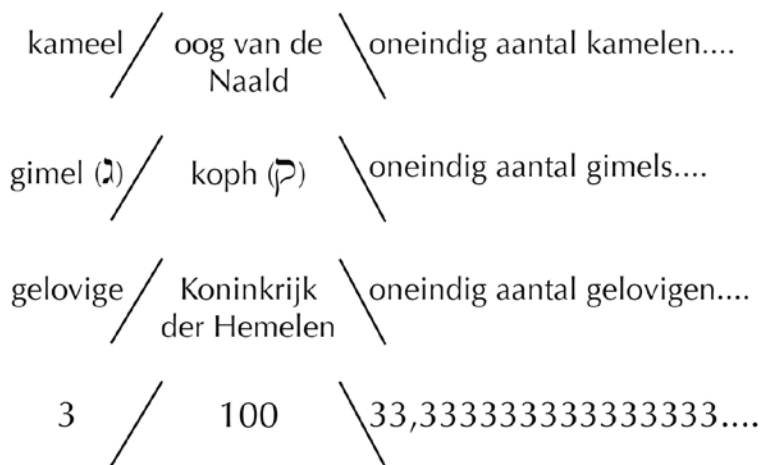 kameel / oog van de \ oneindig aantal kamelen....
Naald
gimel (ג) / koph (ק) \ oneindig aantal gimels....
gelovige / Koninkrijk \ oneindig aantal gelovigen....
der Hemelen
3 / 100 \ 33,333333333333333....